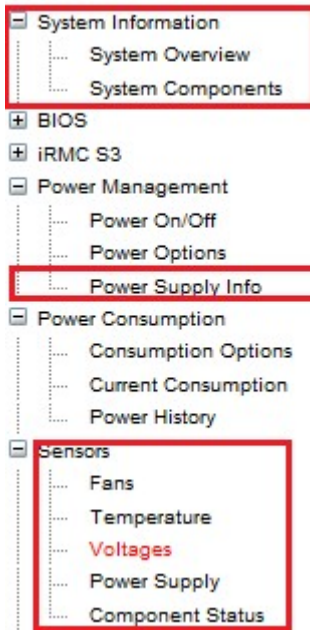 System Information
System Overview
System Components
BIOS
iRMC S3
Power Management
Power On/Off
Power Options
Power Supply Info
Power Consumption
Consumption Options
Current Consumption
Power History
Sensors
Fans
Temperature
Voltages
Power Supply
Component Status